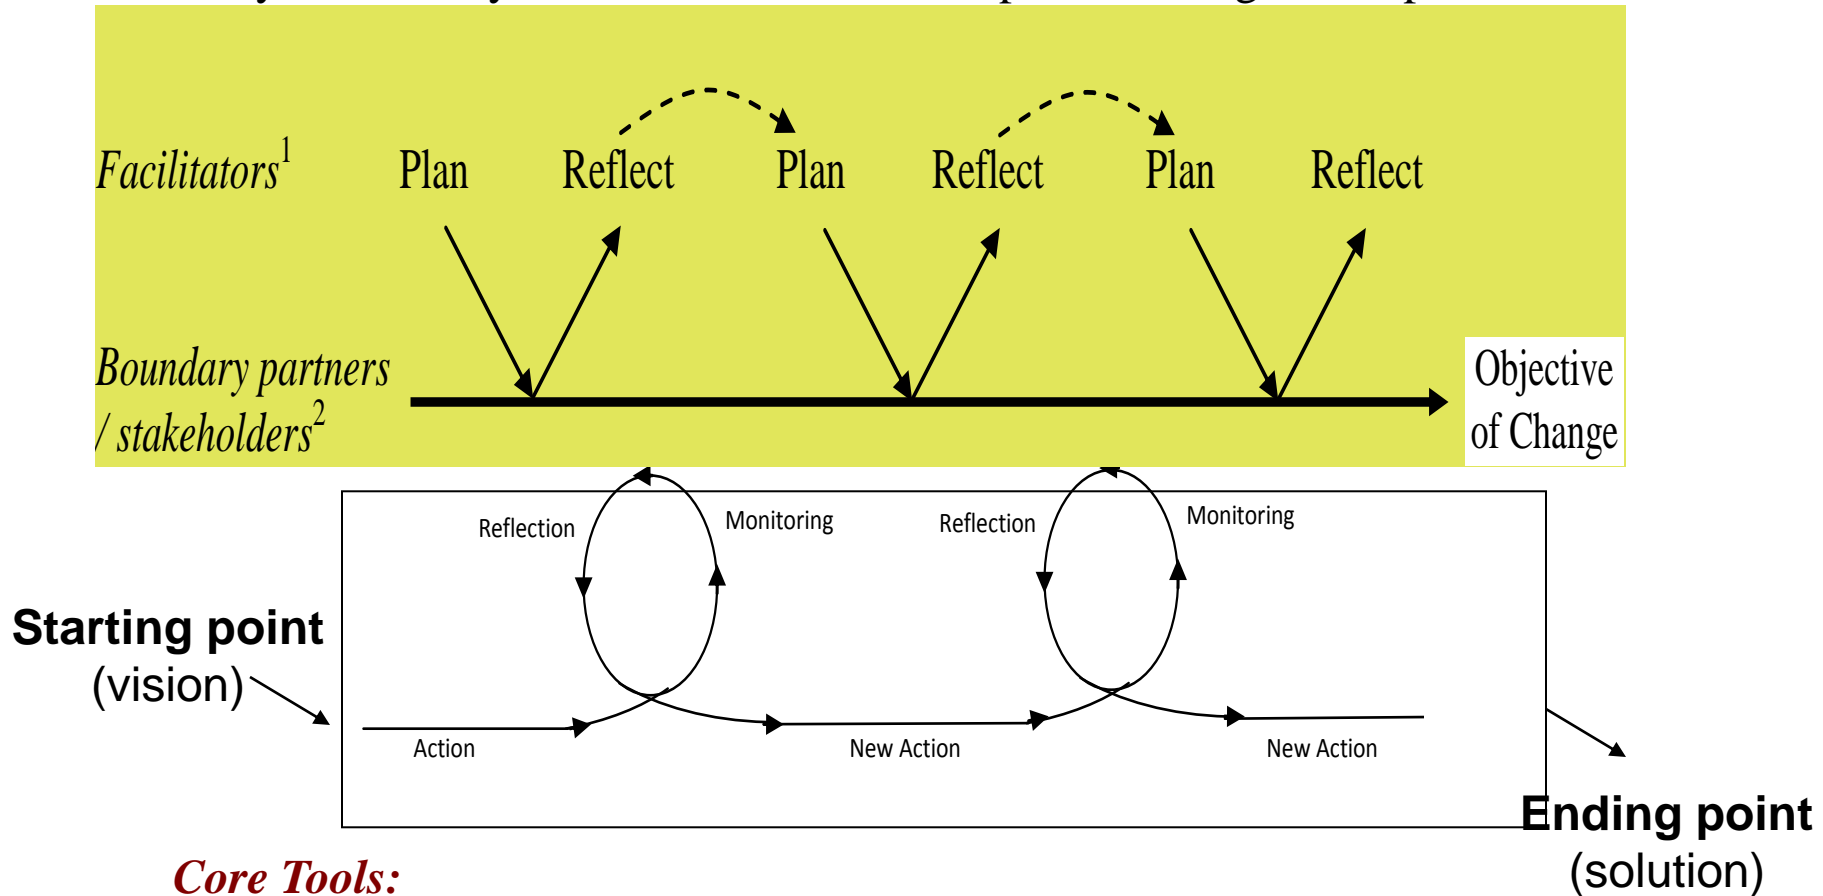 Facilitators1 Plan Reflect Plan Reflect Plan Reflect
Boundary partners
/ stakeholders2
Objective
of Change
Reflection Monitoring Reflection Monitoring
Starting point
(vision)
Action New Action New Action
Ending point
(solution)
Core Tools: